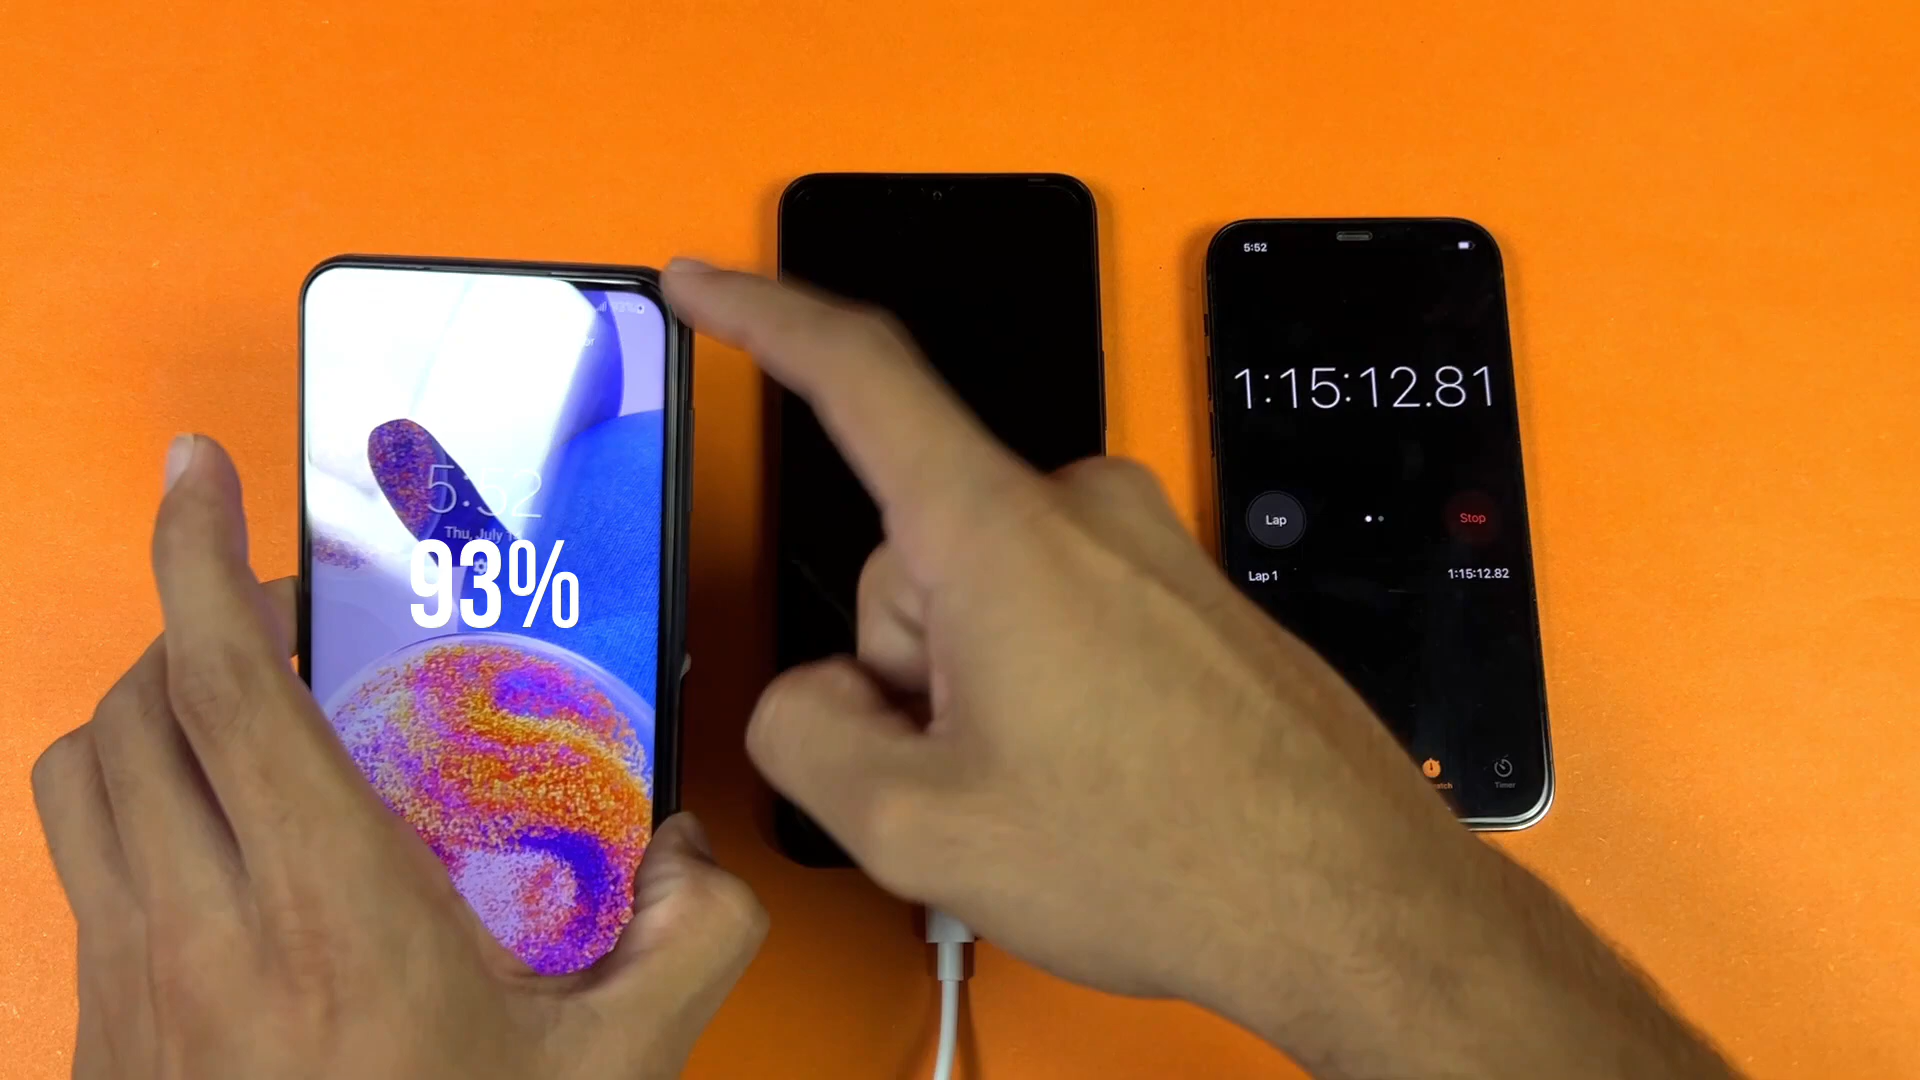 5:52
Thu, July
93%
5:52
1:15:12.81
Lap
Stop
Lap 1
1:15:12.82
Timer